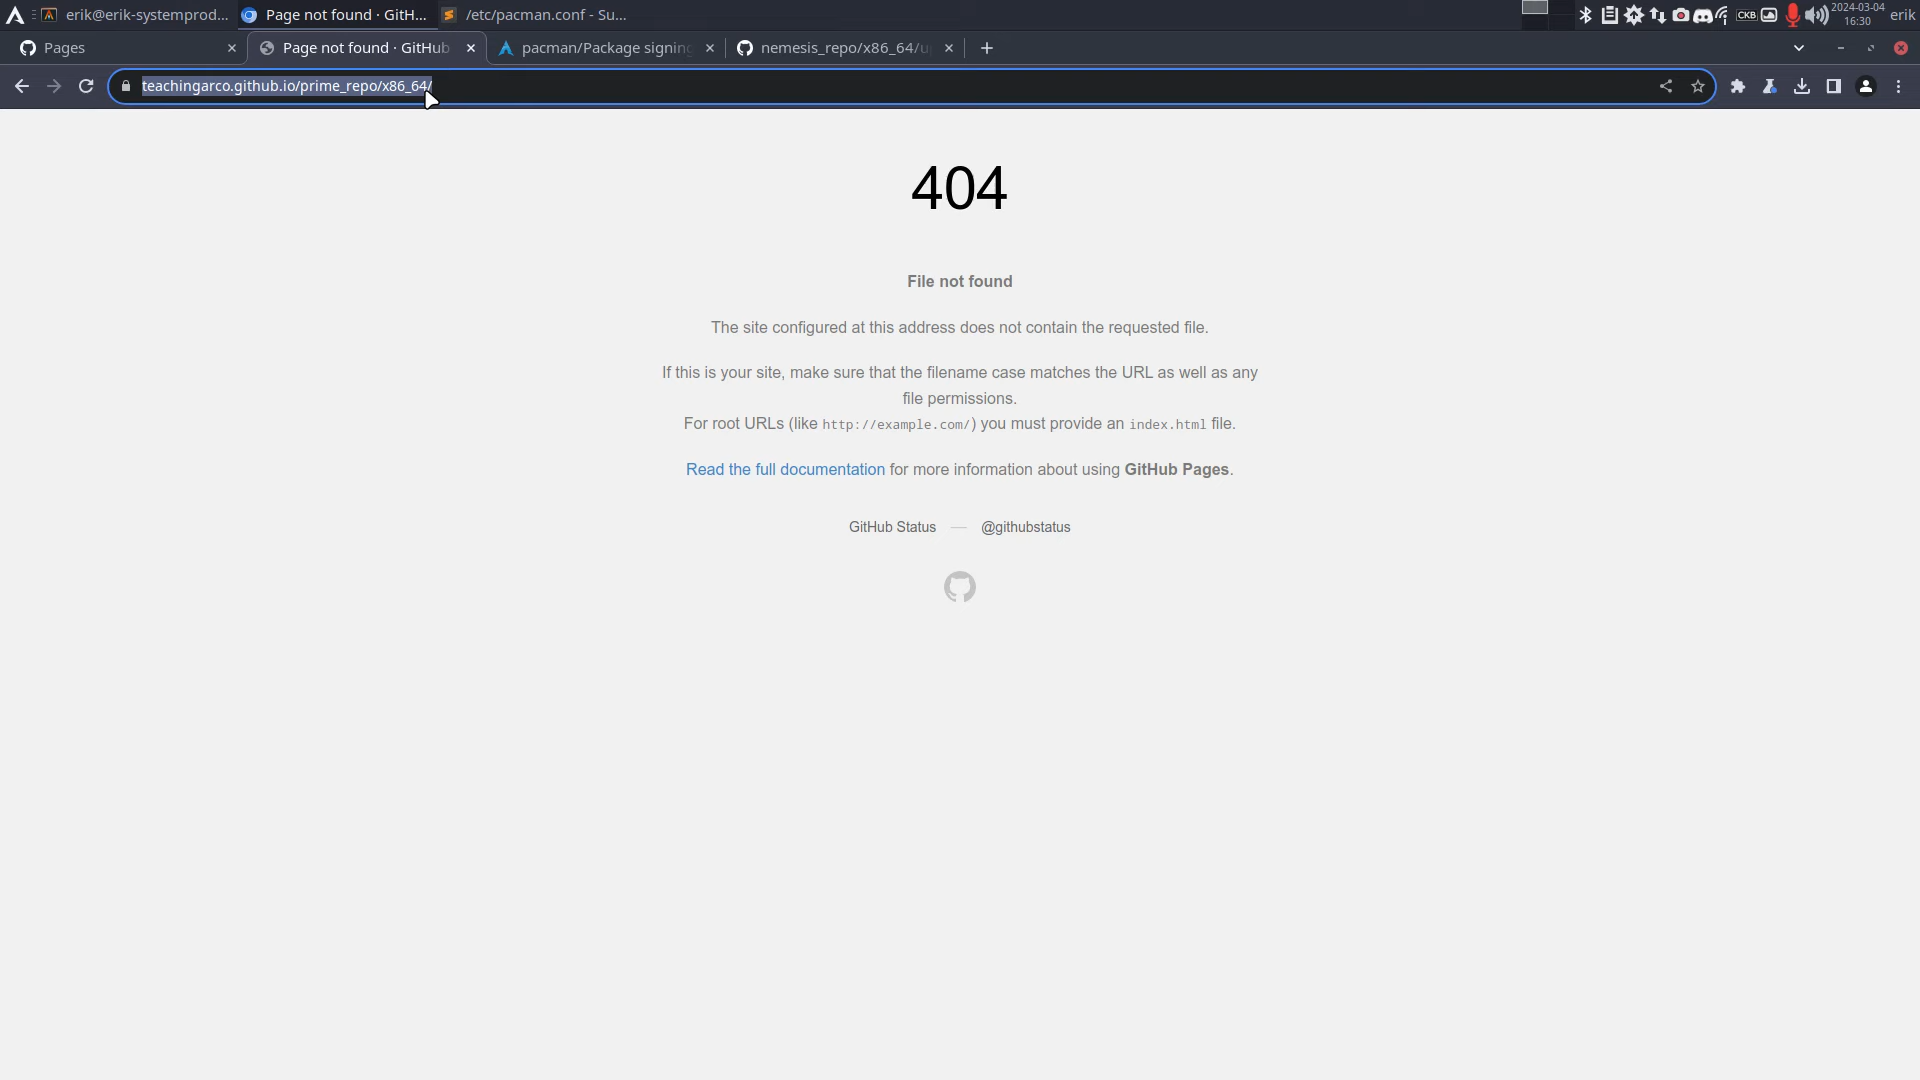 erik@erik-systemprod...
Page not found · GitH...
/etc/pacman.conf - Su...
CKB
2024-03-04
16:30
erik
Pages
Page not found · GitHub
pacman/Package signing
nemesis_repo/x86_64/u
teachingarco.github.io/prime_repo/x86_64/
404
File not found
The site configured at this address does not contain the requested file.
If this is your site, make sure that the filename case matches the URL as well as any
file permissions.
For root URLs (like http://example.com/) you must provide an index.html file.
Read the full documentation for more information about using GitHub Pages.
GitHub Status — @githubstatus